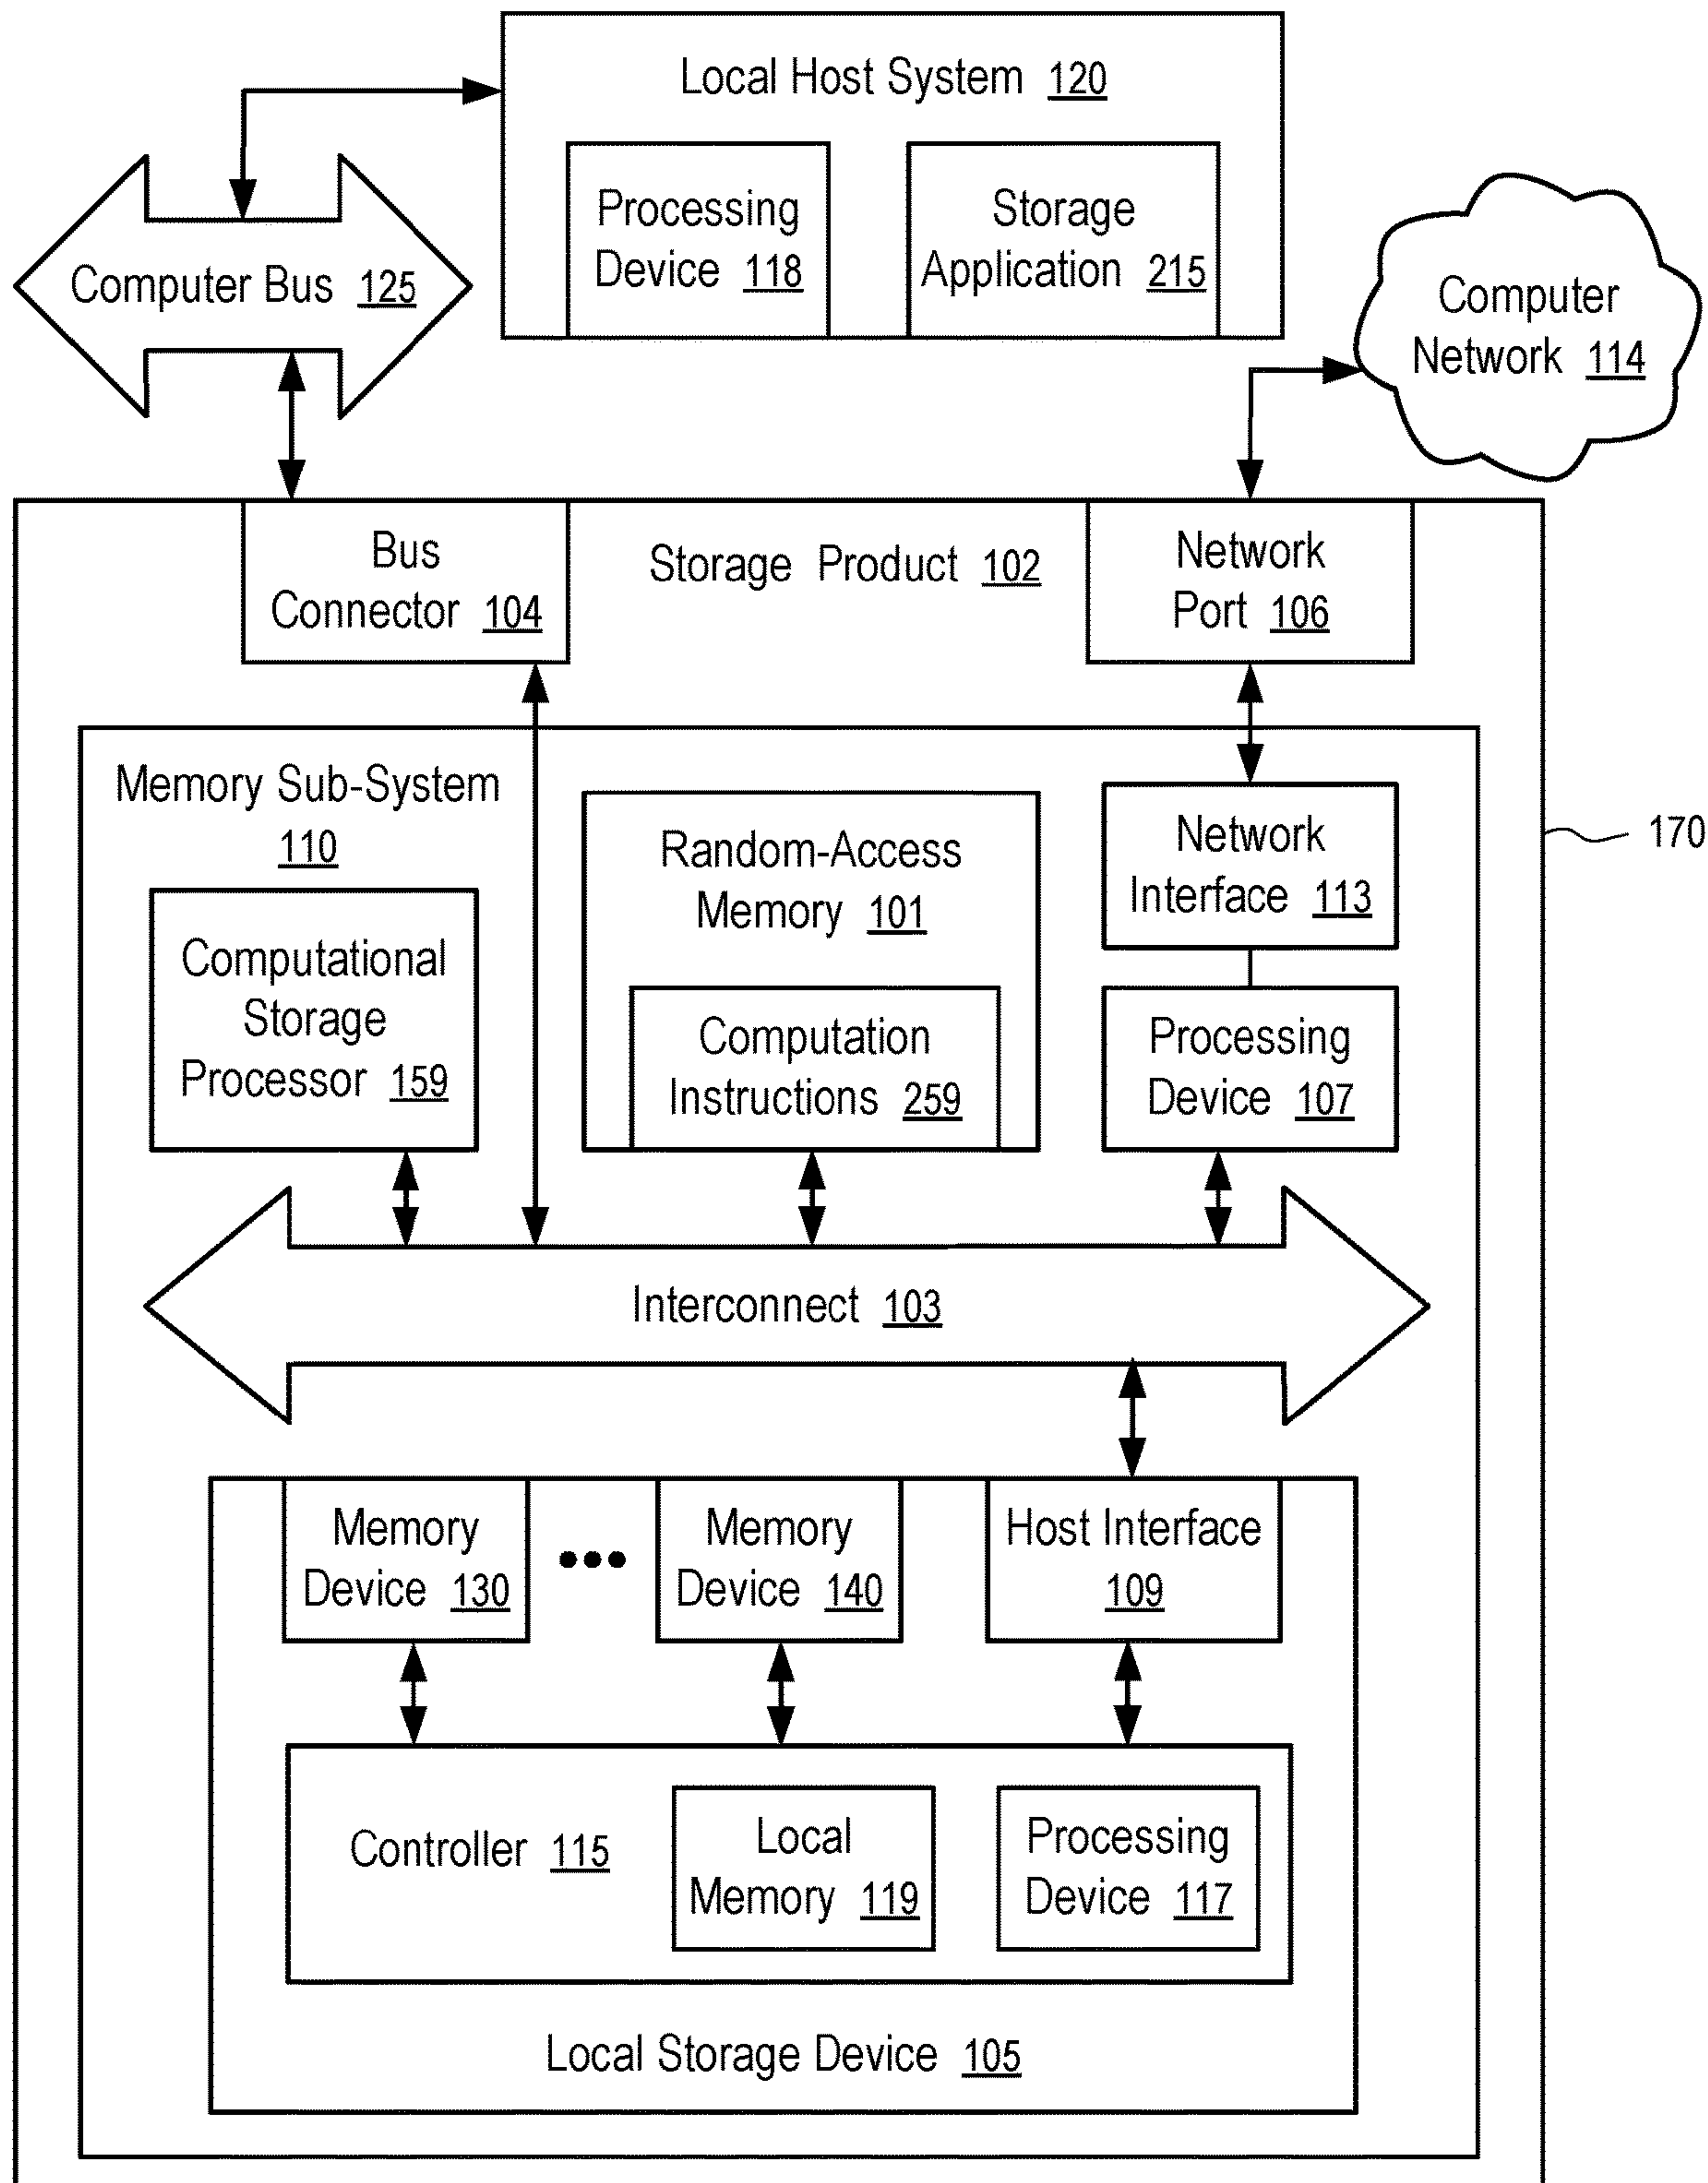 Local Host System 120
Processing
Device 118
Storage
Application 215
Computer Bus 125
Computer
Network 114
Bus
Connector 104
Storage Product 102
Network
Port 106
Memory Sub-System
110
Random-Access
Memory 101
Network
Interface 113
170
Computational
Storage
Processor 159
Computation
Instructions 259
Processing
Device 107
Interconnect 103
Memory
Device 130
Memory
Device 140
Host Interface
109
Controller 115
Local
Memory 119
Processing
Device 117
Local Storage Device 105